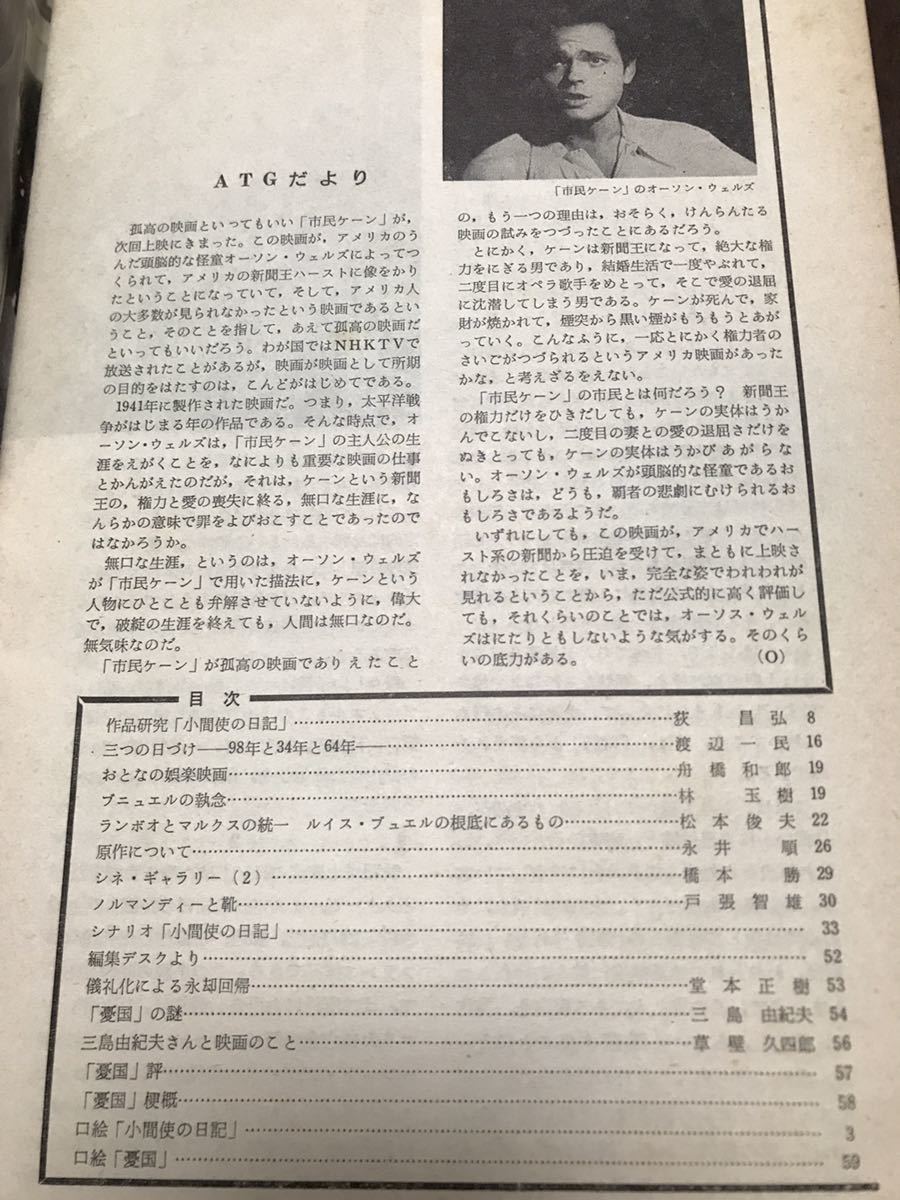 「市民ケーン」のオーソン・ウェルズ
ATGだより
孤高の映画といってもいい「市民ケーン」が,
次回上映にきまった。この映画が,アメリカのう
んだ頭脳的な怪童オーソン・ウェルズによってつ
くられて,アメリカの新聞王ハーストに像をかり
たということになっていて,そして,アメリカ人
の大多数が見られなかったという映画であるとい
うこと,そのことを指して,あえて孤高の映画だ
といってもいいだろう。わが国ではNHKTVで
放送されたことがあるが,映画が映画として所期
の目的をはたすのは,こんどがはじめてである。
1941年に製作された映画だ。つまり,太平洋戦
争がはじまる年の作品である。そんな時点で,オ
ーソン・ウェルズは,「市民ケーン」の主人公の生
涯をえがくことを,なによりも重要な映画の仕事
とかんがえたのだが,それは,ケーンという新聞
王の,権力と愛の喪失に終る,無口な生涯に,な
んらかの意味で罪をよびおこすことであったので
はなかろうか。
無口な生涯,というのは,オーソン・ウェルズ
が「市民ケーン」で用いた描法に,ケーンという
人物にひとことも弁解させていないように,偉大
で,破綻の生涯を終えても,人間は無口なのだ。
無気味なのだ。
「市民ケーン」が孤高の映画でありえたこと
の,もう一つの理由は,おそらく,けんらんたる
映画の試みをつづったことにあるだろう。
とにかく,ケーンは新聞王になって,絶大な権
力をにぎる男であり,結婚生活で一度やぶれて,
二度目にオペラ歌手をめとって,そこで愛の退屈
に沈潜してしまう男である。ケーンが死んで,家
財が焼かれて,煙突から黒い煙がもうもうとあが
っていく。こんなふうに,一応とにかく権力者の
さいごがつづられるというアメリカ映画があった
かな,と考えざるをえない。
「市民ケーン」の市民とは何だろう? 新聞王
の権力だけをひきだしても,ケーンの実体はうか
んでこないし,二度目の妻との愛の退屈さだけを
ぬきとっても,ケーンの実体はうかびあがらな
い。オーソン・ウェルズが頭脳的な怪童であるお
もしろさは,どうも,覇者の悲劇にむけられるお
もしろさであるようだ。
いずれにしても,この映画が,アメリカでハー
スト系の新聞から圧迫を受けて,まともに上映さ
れなかったことを,いま,完全な姿でわれわれが
見れるということから,ただ公式的に高く評価し
ても,それくらいのことでは,オーソス・ウェル
ズはにたりともしないような気がする。そのくら
いの底力がある。 (O)
目次
作品研究「小間使の日記」…荻 昌弘 8
三つの日づけ——98年と34年と64年——…渡辺一民 16
おとなの娯楽映画…舟橋和郎 19
ブニュエルの執念…林 玉樹 19
ランボオとマルクスの統一 ルイス・ブュエルの根底にあるもの…松本俊夫 22
原作について…永井 順 26
シネ・ギャラリー(2)…橋本 勝 29
ノルマンディーと靴…戸張智雄 30
シナリオ「小間使の日記」…33
編集デスクより…52
儀礼化による永却回帰…堂本正樹 53
「憂国」の謎…三島由紀夫 54
三島由紀夫さんと映画のこと…草壁久四郎 56
「憂国」評…57
「憂国」梗概…58
口絵「小間使の日記」…3
口絵「憂国」…59